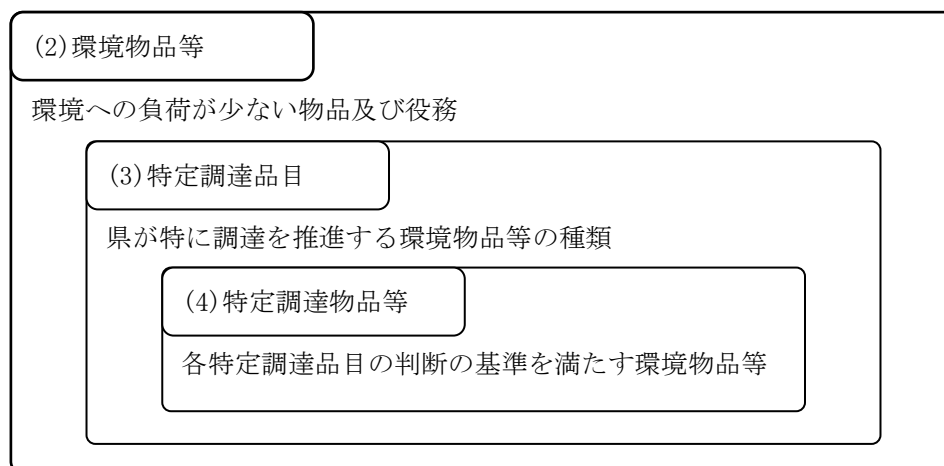 (2)環境物品等
環境への負荷が少ない物品及び役務
(3)特定調達品目
県が特に調達を推進する環境物品等の種類
(4)特定調達物品等
各特定調達品目の判断の基準を満たす環境物品等